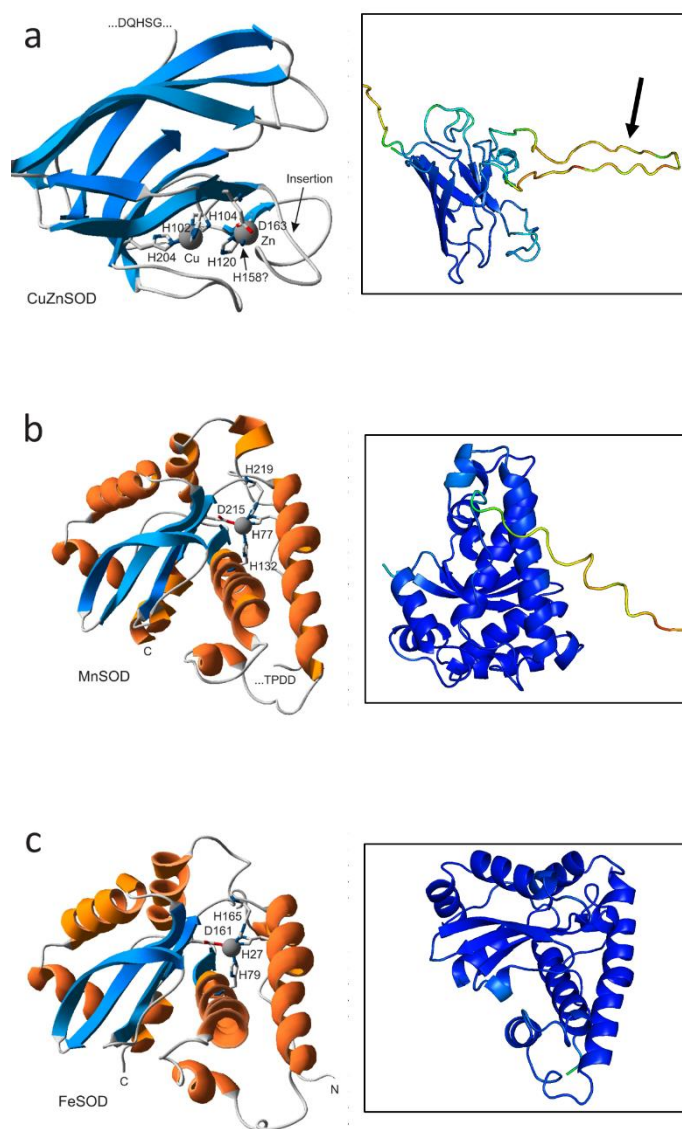 a
...DQHSG...
Insertion
H102
H104
D163
Zn
H204
Cu
H120
H158?
CuZnSOD
b
H219
D215
H77
H132
C
...TPDD
MnSOD
c
H165
D161
H27
H79
C
N
FeSOD